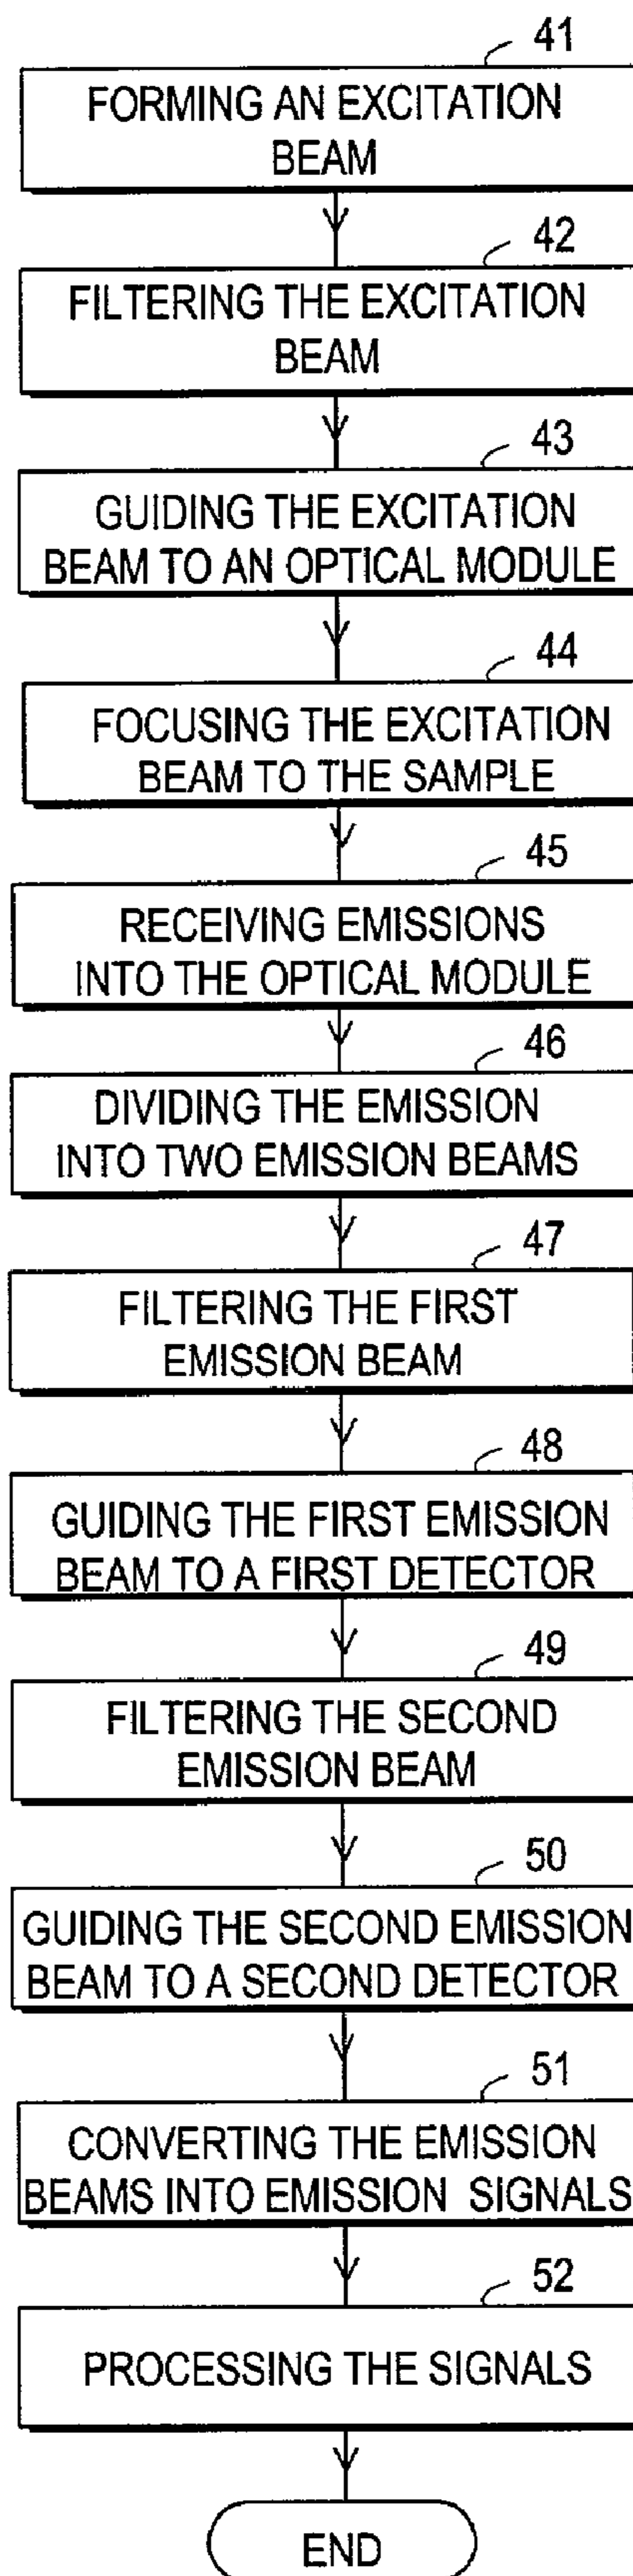 41
FORMING AN EXCITATION
BEAM
42
FILTERING THE EXCITATION
BEAM
43
GUIDING THE EXCITATION
BEAM TO AN OPTICAL MODULE
44
FOCUSING THE EXCITATION
BEAM TO THE SAMPLE
45
RECEIVING EMISSIONS
INTO THE OPTICAL MODULE
46
DIVIDING THE EMISSION
INTO TWO EMISSION BEAMS
47
FILTERING THE FIRST
EMISSION BEAM
48
GUIDING THE FIRST EMISSION
BEAM TO A FIRST DETECTOR
49
FILTERING THE SECOND
EMISSION BEAM
50
GUIDING THE SECOND EMISSION
BEAM TO A SECOND DETECTOR
51
CONVERTING THE EMISSION
BEAMS INTO EMISSION SIGNALS
52
PROCESSING THE SIGNALS
END